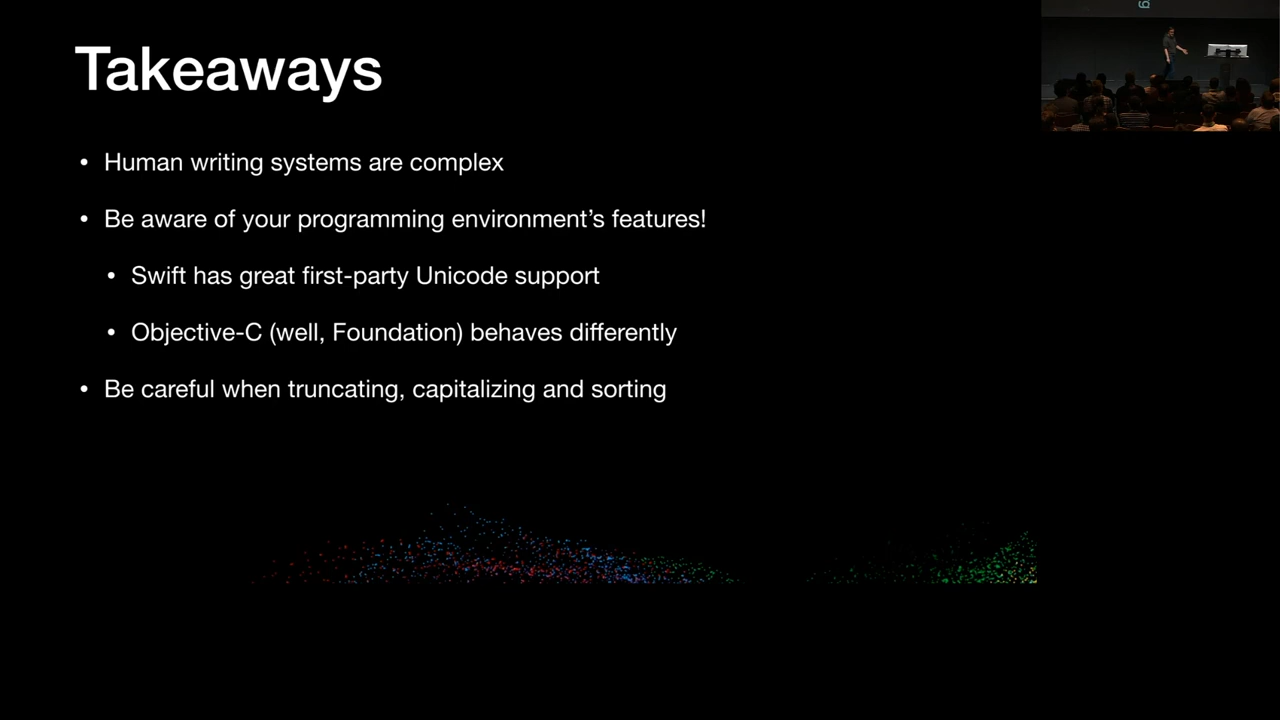 Takeaways
• Human writing systems are complex
• Be aware of your programming environment’s features!
• Swift has great first-party Unicode support
• Objective-C (well, Foundation) behaves differently
• Be careful when truncating, capitalizing and sorting